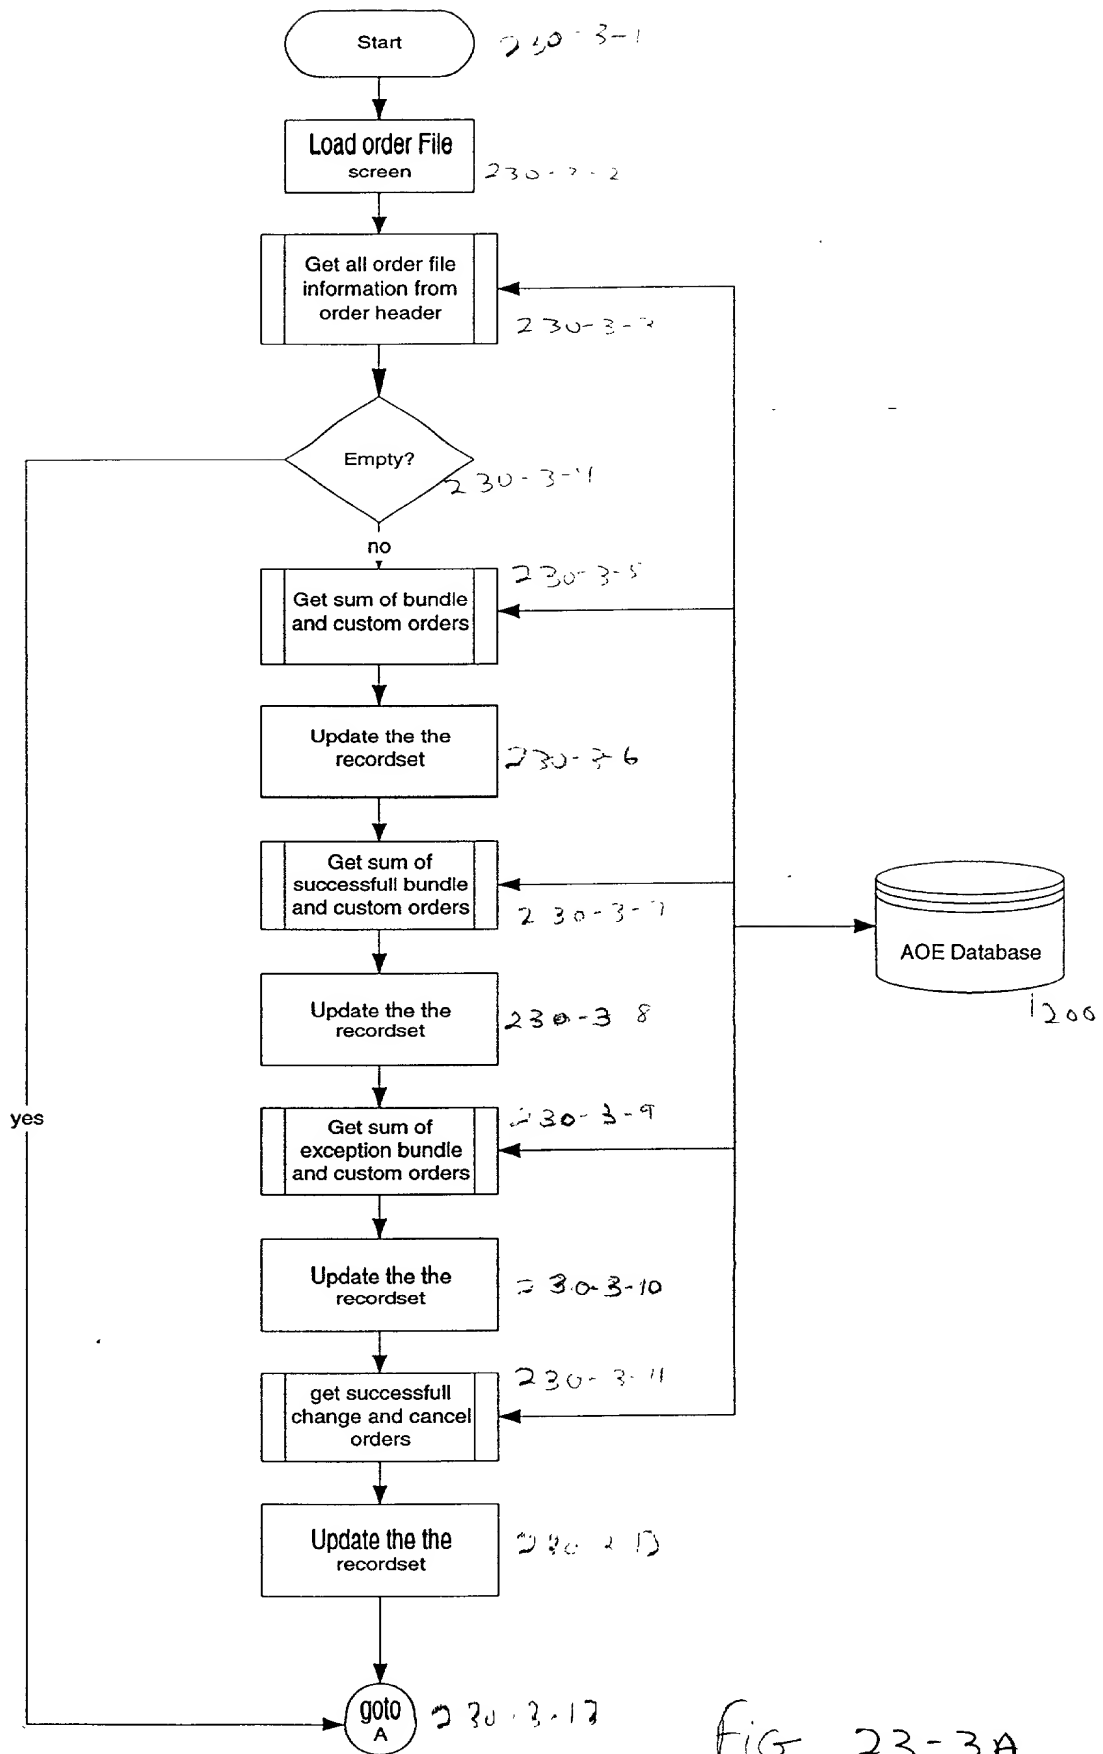 Start
230-3-1
Load order File
screen
230-3-2
Get all order file
information from
order header
230-3-3
Empty?
230-3-4
no
230-3-5
Get sum of bundle
and custom orders
Update the the
recordset
230-3-6
Get sum of
successfull bundle
and custom orders
230-3-7
AOE Database
1200
Update the the
recordset
230-3 8
yes
230-3-9
Get sum of
exception bundle
and custom orders
Update the the
recordset
230-3-10
230-3-11
get successfull
change and cancel
orders
Update the the
recordset
goto
A
230-3-13
FIG 23-3A